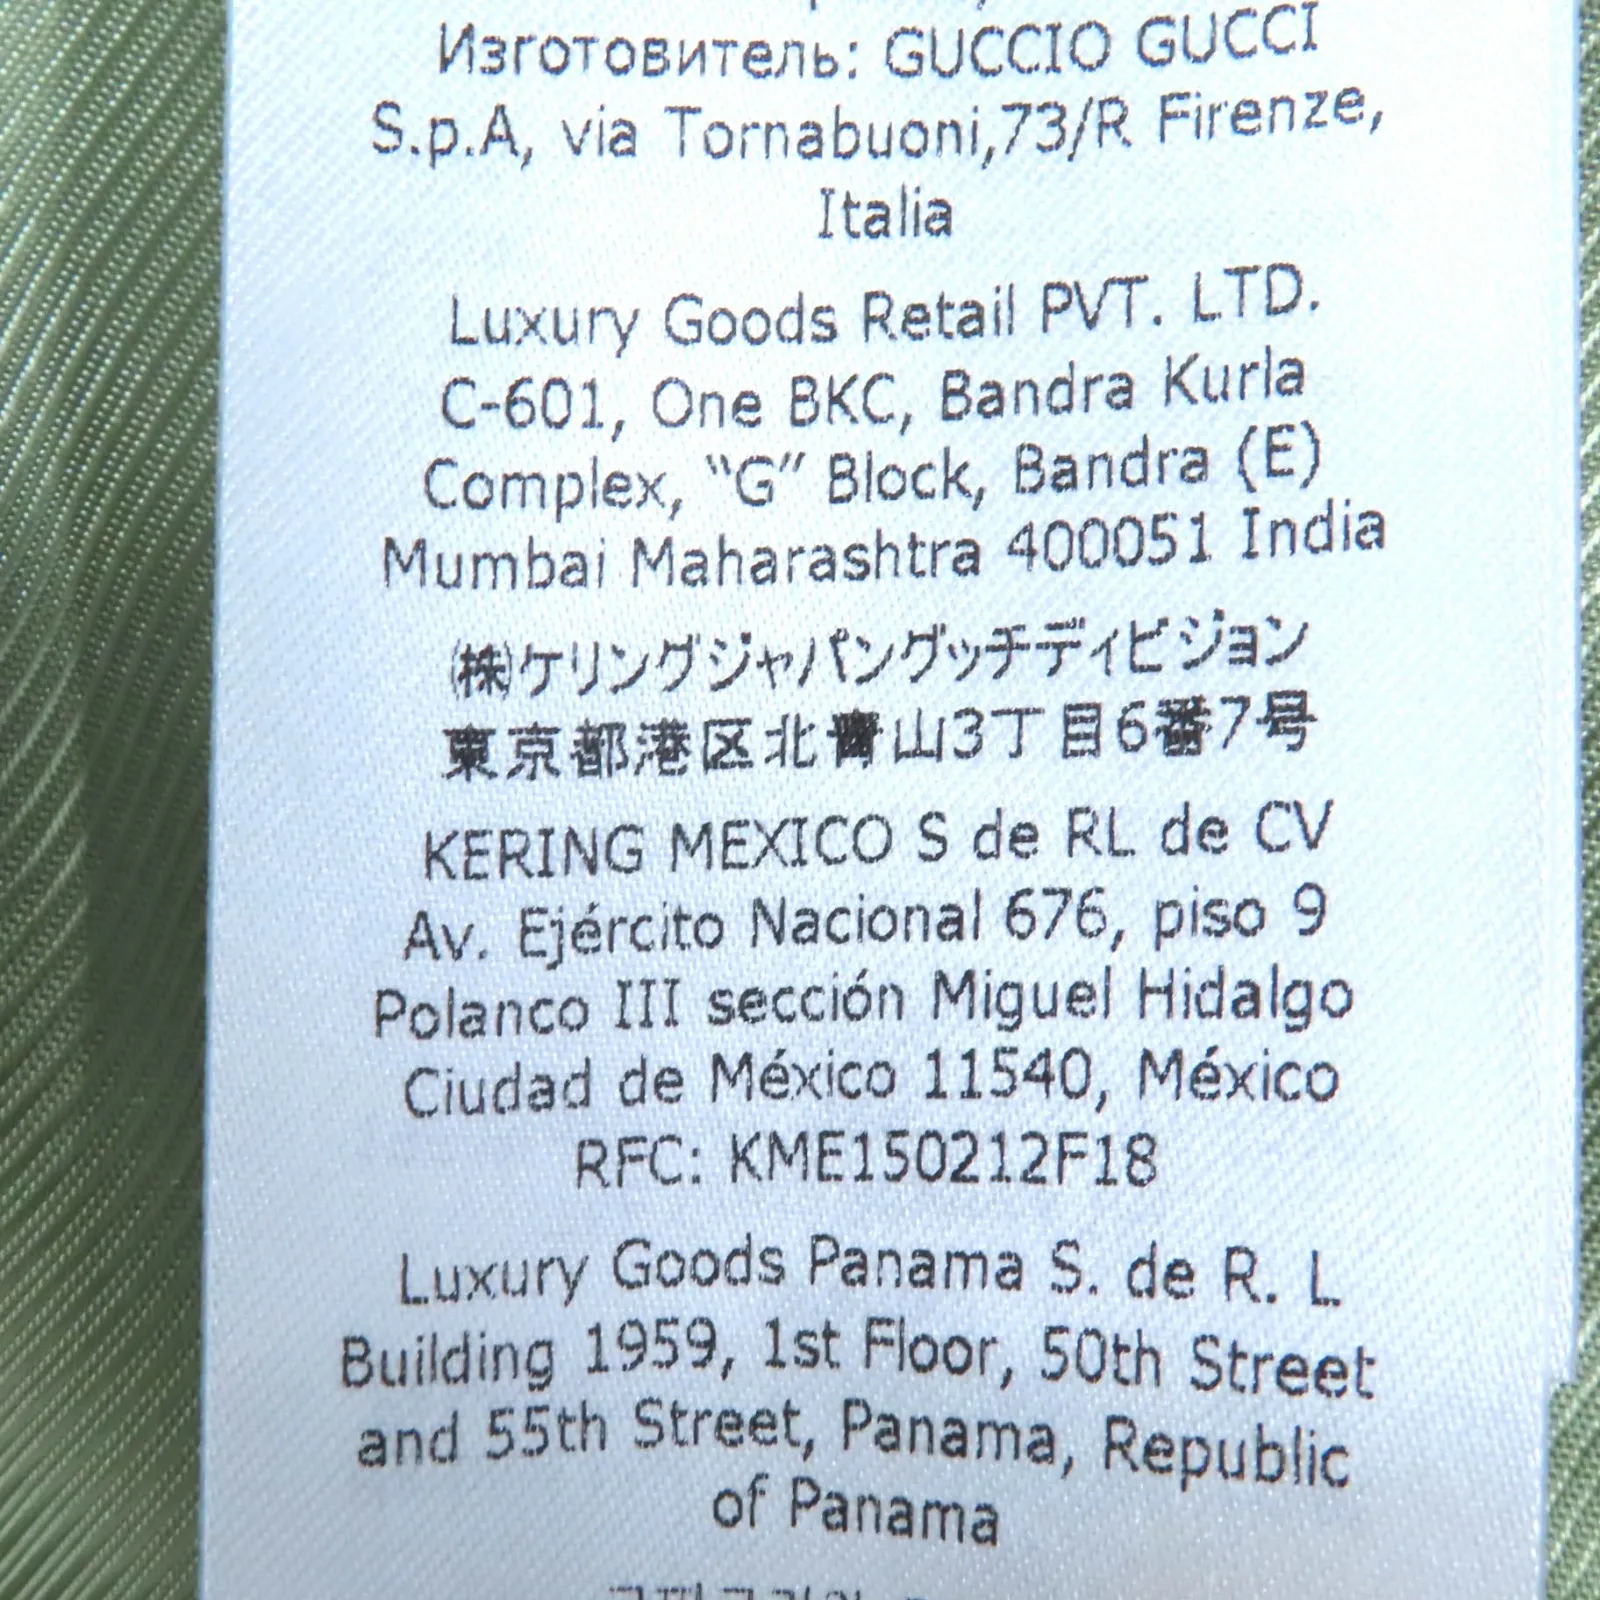 Изготовитель: GUCCIO GUCCI
S.p.A, via Tornabuoni,73/R Firenze,
Italia
Luxury Goods Retail PVT. LTD.
C-601, One BKC, Bandra Kurla
Complex, “G” Block, Bandra (E)
Mumbai Maharashtra 400051 India
㈱ケリングジャパングッチディビジョン
東京都港区北青山3丁目6番7号
KERING MEXICO S de RL de CV
Av. Ejército Nacional 676, piso 9
Polanco III sección Miguel Hidalgo
Ciudad de México 11540, México
RFC: KME150212F18
Luxury Goods Panama S. de R. L
Building 1959, 1st Floor, 50th Street
and 55th Street, Panama, Republic
of Panama